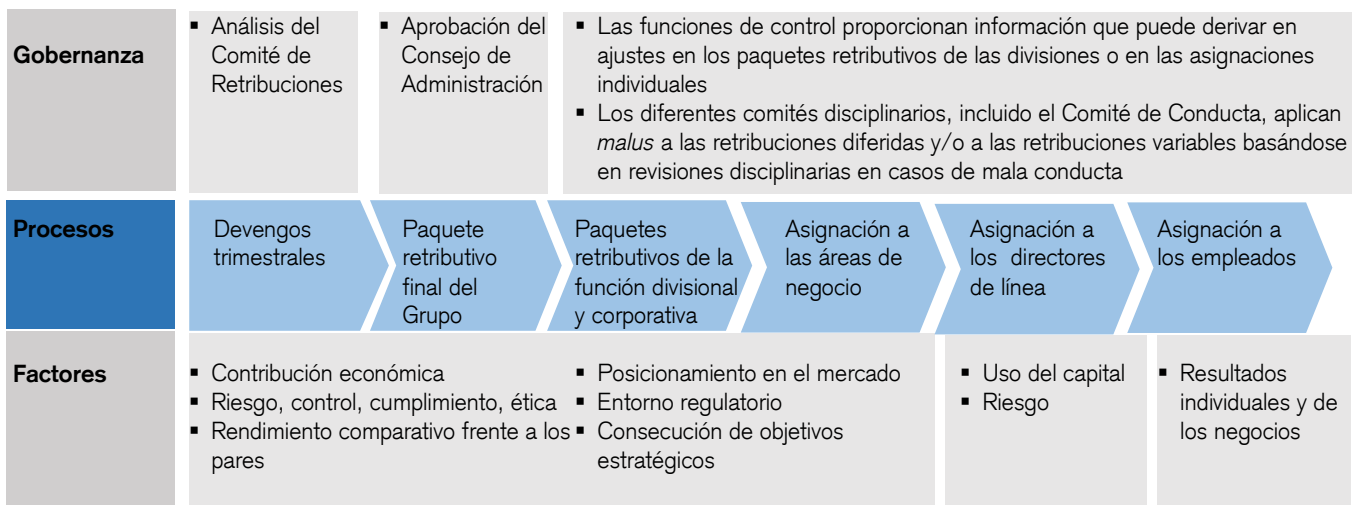 Gobernanza
▪ Análisis del
Comité de
Retribuciones
▪ Aprobación del
Consejo de
Administración
▪ Las funciones de control proporcionan información que puede derivar en
ajustes en los paquetes retributivos de las divisiones o en las asignaciones
individuales
▪ Los diferentes comités disciplinarios, incluido el Comité de Conducta, aplican
malus a las retribuciones diferidas y/o a las retribuciones variables basándose
en revisiones disciplinarias en casos de mala conducta
Procesos
Devengos
trimestrales
Paquete
retributivo
final del
Grupo
Paquetes
retributivos de la
función divisional
y corporativa
Asignación a
las áreas de
negocio
Asignación a
los directores
de línea
Asignación a
los empleados
Factores
▪ Contribución económica
▪ Riesgo, control, cumplimiento, ética
▪ Rendimiento comparativo frente a los
pares
▪ Posicionamiento en el mercado
▪ Entorno regulatorio
▪ Consecución de objetivos
estratégicos
▪ Uso del capital
▪ Riesgo
▪ Resultados
individuales y de
los negocios